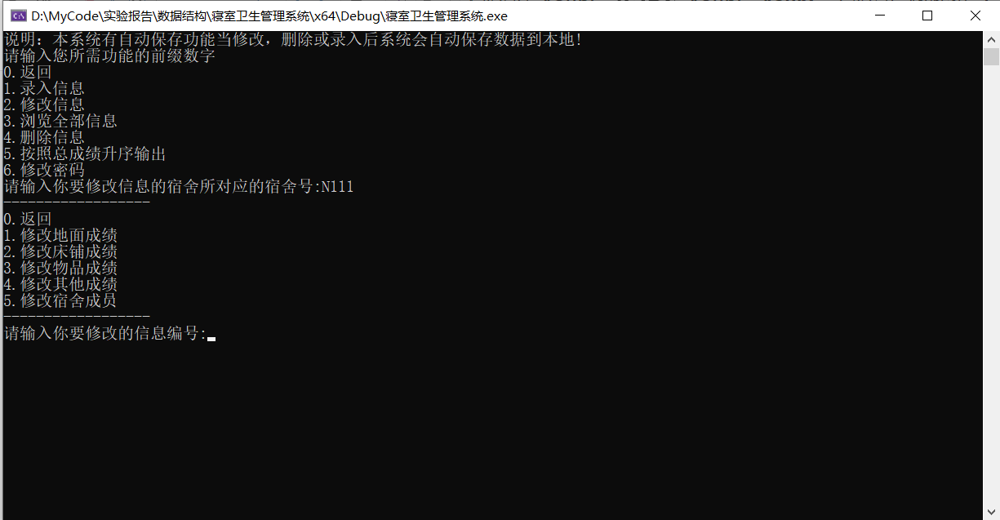 D:\MyCode\实验报告\数据结构\寝室卫生管理系统\x64\Debug\寝室卫生管理系统.exe
说明：本系统有自动保存功能当修改，删除或录入后系统会自动保存数据到本地!
请输入您所需功能的前缀数字
0.返回
1.录入信息
2.修改信息
3.浏览全部信息
4.删除信息
5.按照总成绩升序输出
6.修改密码
请输入你要修改信息的宿舍所对应的宿舍号:N111
------------------
0.返回
1.修改地面成绩
2.修改床铺成绩
3.修改物品成绩
4.修改其他成绩
5.修改宿舍成员
------------------
请输入你要修改的信息编号: